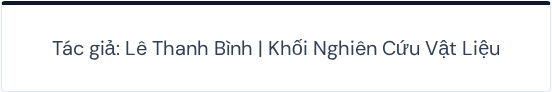 Tác giả: Lê Thanh Bình | Khối Nghiên Cứu Vật Liệu